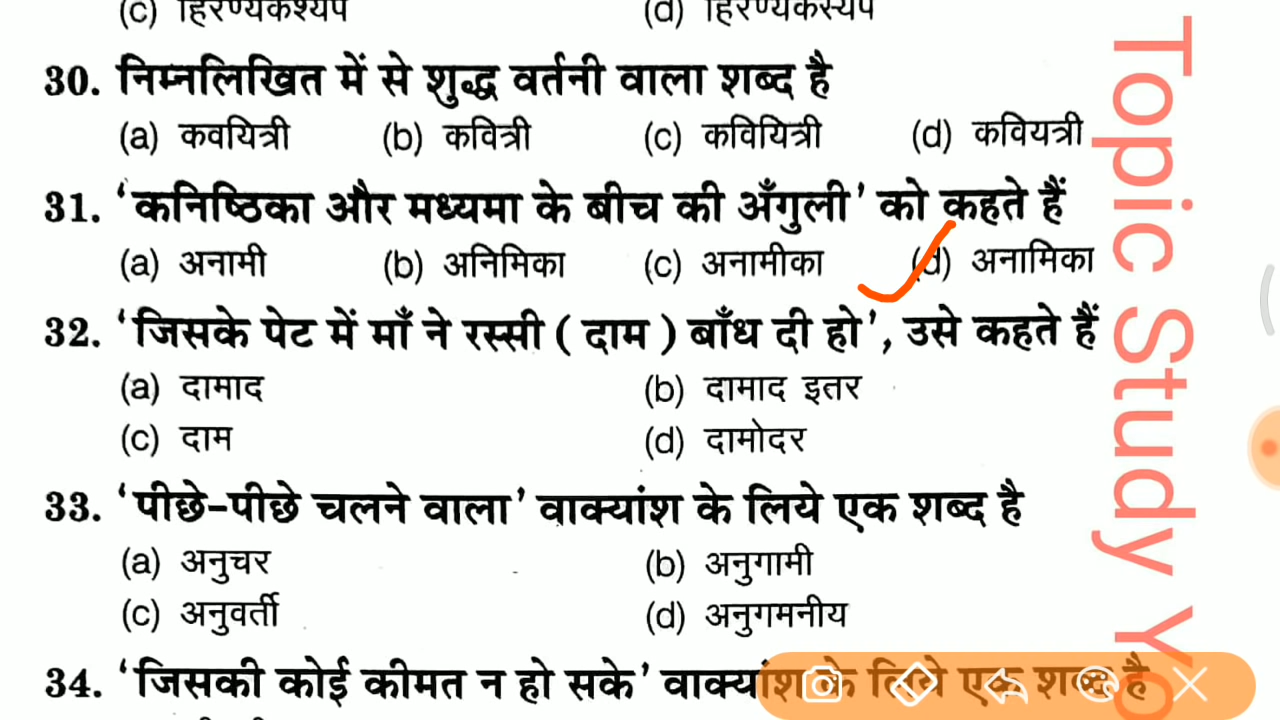 (c) हिरण्यकश्यप (d) हिरण्यकस्यप
30. निम्नलिखित में से शुद्ध वर्तनी वाला शब्द है
(a) कवयित्री (b) कवित्री (c) कवियित्री (d) कवियत्री
31. ‘कनिष्ठिका और मध्यमा के बीच की अँगुली’ को कहते हैं
(a) अनामी (b) अनिमिका (c) अनामीका (d) अनामिका
32. ‘जिसके पेट में माँ ने रस्सी ( दाम ) बाँध दी हो’, उसे कहते हैं
(a) दामाद (b) दामाद इतर
(c) दाम (d) दामोदर
33. ‘पीछे-पीछे चलने वाला’ वाक्यांश के लिये एक शब्द है
(a) अनुचर (b) अनुगामी
(c) अनुवर्ती (d) अनुगमनीय
34. ‘जिसकी कोई कीमत न हो सके’ वाक्यांश के लिये एक शब्द है
Topic Study Yo